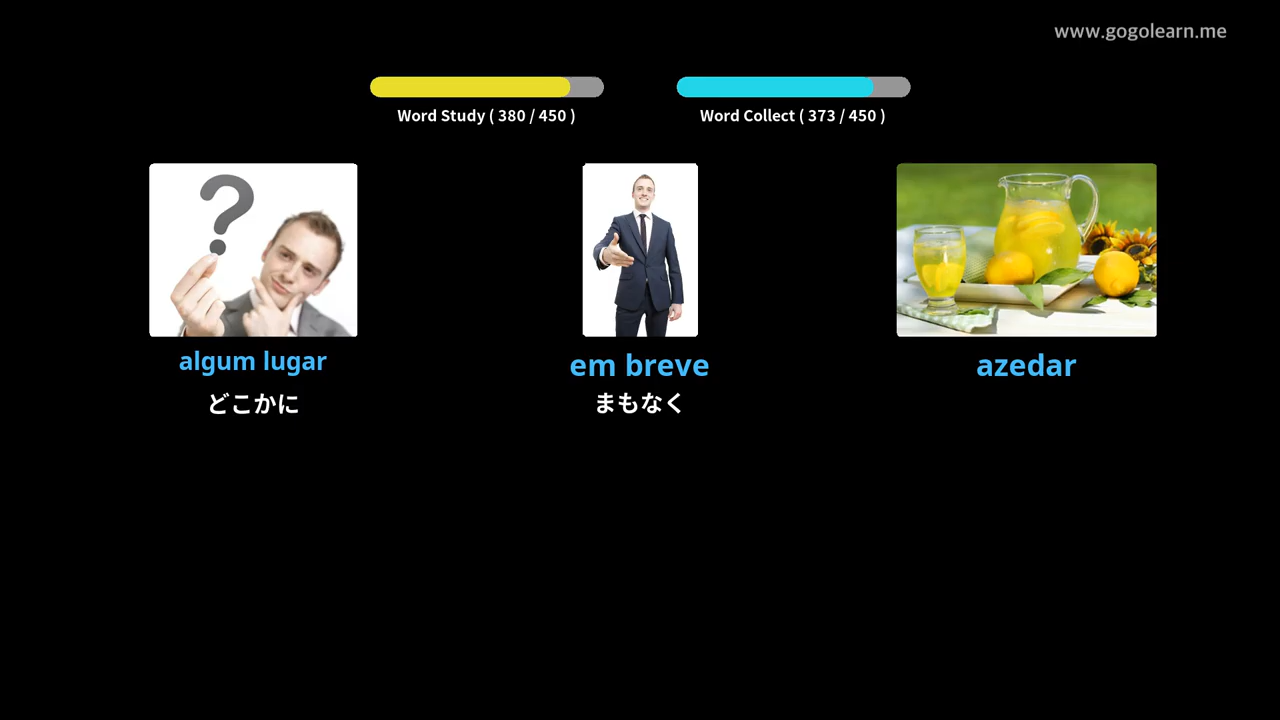 www.gogolearn.me
Word Study ( 380 / 450 )
Word Collect ( 373 / 450 )
algum lugar
どこかに
em breve
まもなく
azedar